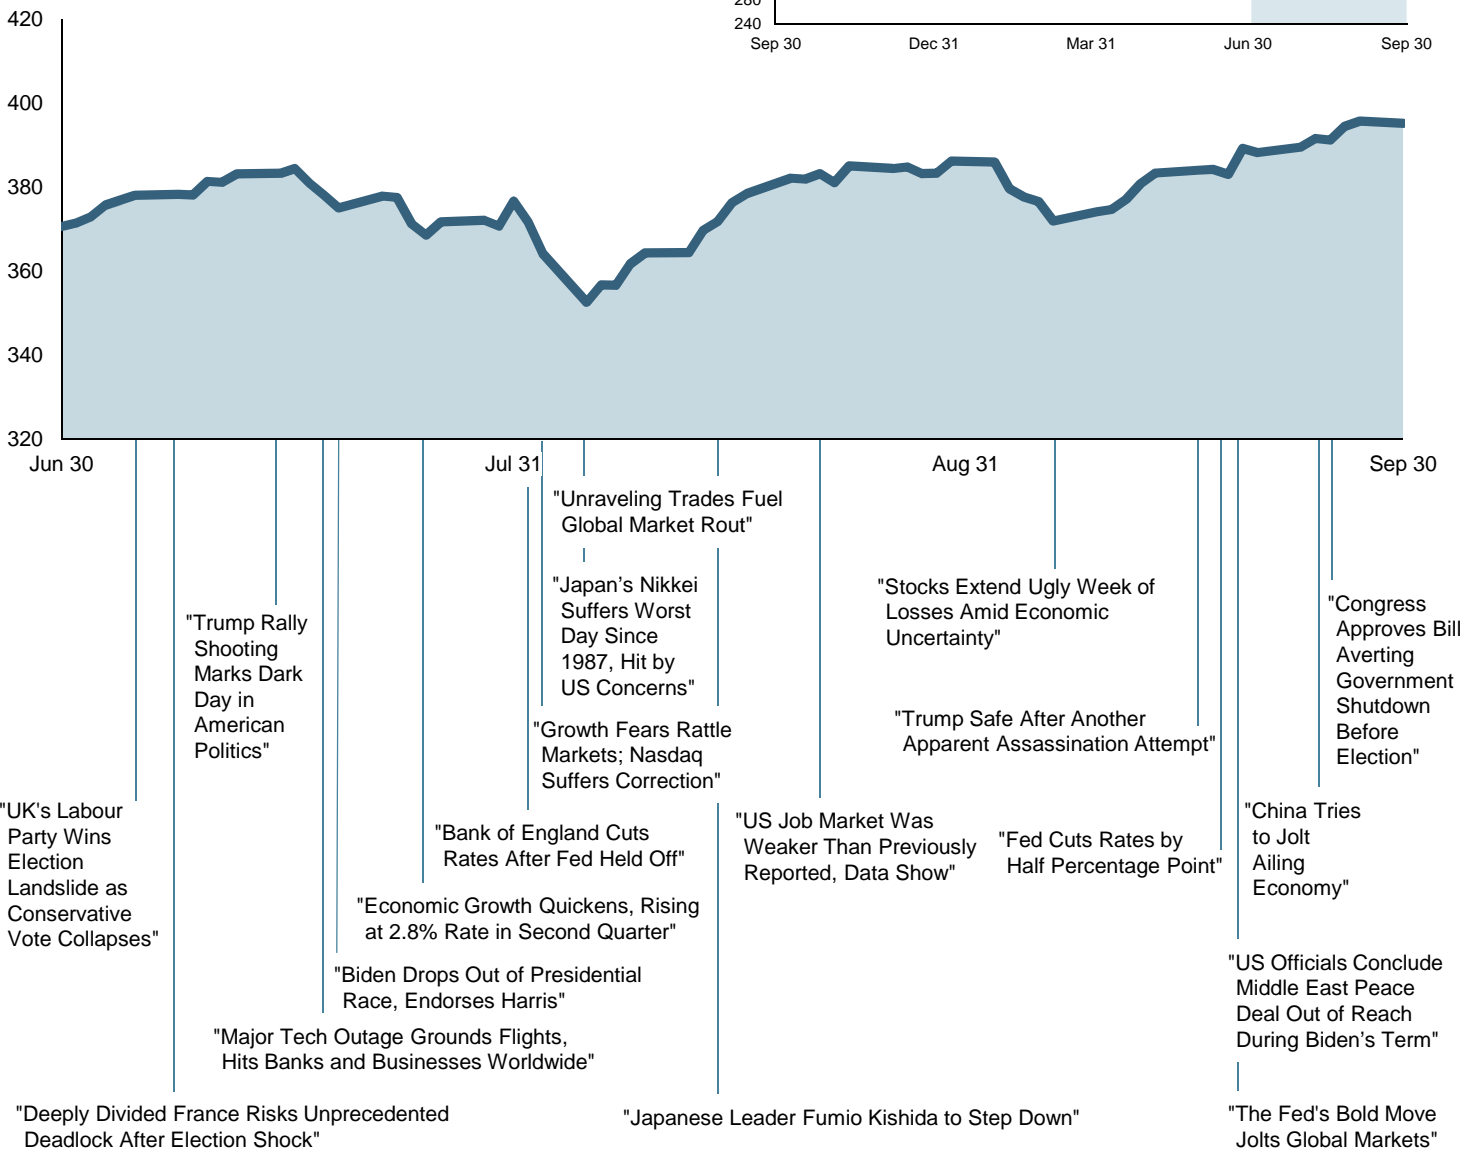 280
240
Sep 30 Dec 31 Mar 31 Jun 30 Sep 30
420
400
380
360
340
320
Jun 30 Jul 31 Aug 31 Sep 30
"Unraveling Trades Fuel
Global Market Rout"
"Japan’s Nikkei
Suffers Worst
Day Since
1987, Hit by
US Concerns"
"Stocks Extend Ugly Week of
Losses Amid Economic
Uncertainty"
"Congress
Approves Bill
Averting
Government
Shutdown
Before
Election"
"Trump Rally
Shooting
Marks Dark
Day in
American
Politics"
"Growth Fears Rattle
Markets; Nasdaq
Suffers Correction"
"Trump Safe After Another
Apparent Assassination Attempt"
"UK's Labour
Party Wins
Election
Landslide as
Conservative
Vote Collapses"
"Bank of England Cuts
Rates After Fed Held Off"
"US Job Market Was
Weaker Than Previously
Reported, Data Show"
"Fed Cuts Rates by
Half Percentage Point"
"China Tries
to Jolt
Ailing
Economy"
"Economic Growth Quickens, Rising
at 2.8% Rate in Second Quarter"
"Biden Drops Out of Presidential
Race, Endorses Harris"
"US Officials Conclude
Middle East Peace
Deal Out of Reach
During Biden’s Term"
"Major Tech Outage Grounds Flights,
Hits Banks and Businesses Worldwide"
"Deeply Divided France Risks Unprecedented
Deadlock After Election Shock"
"Japanese Leader Fumio Kishida to Step Down"
"The Fed's Bold Move
Jolts Global Markets"